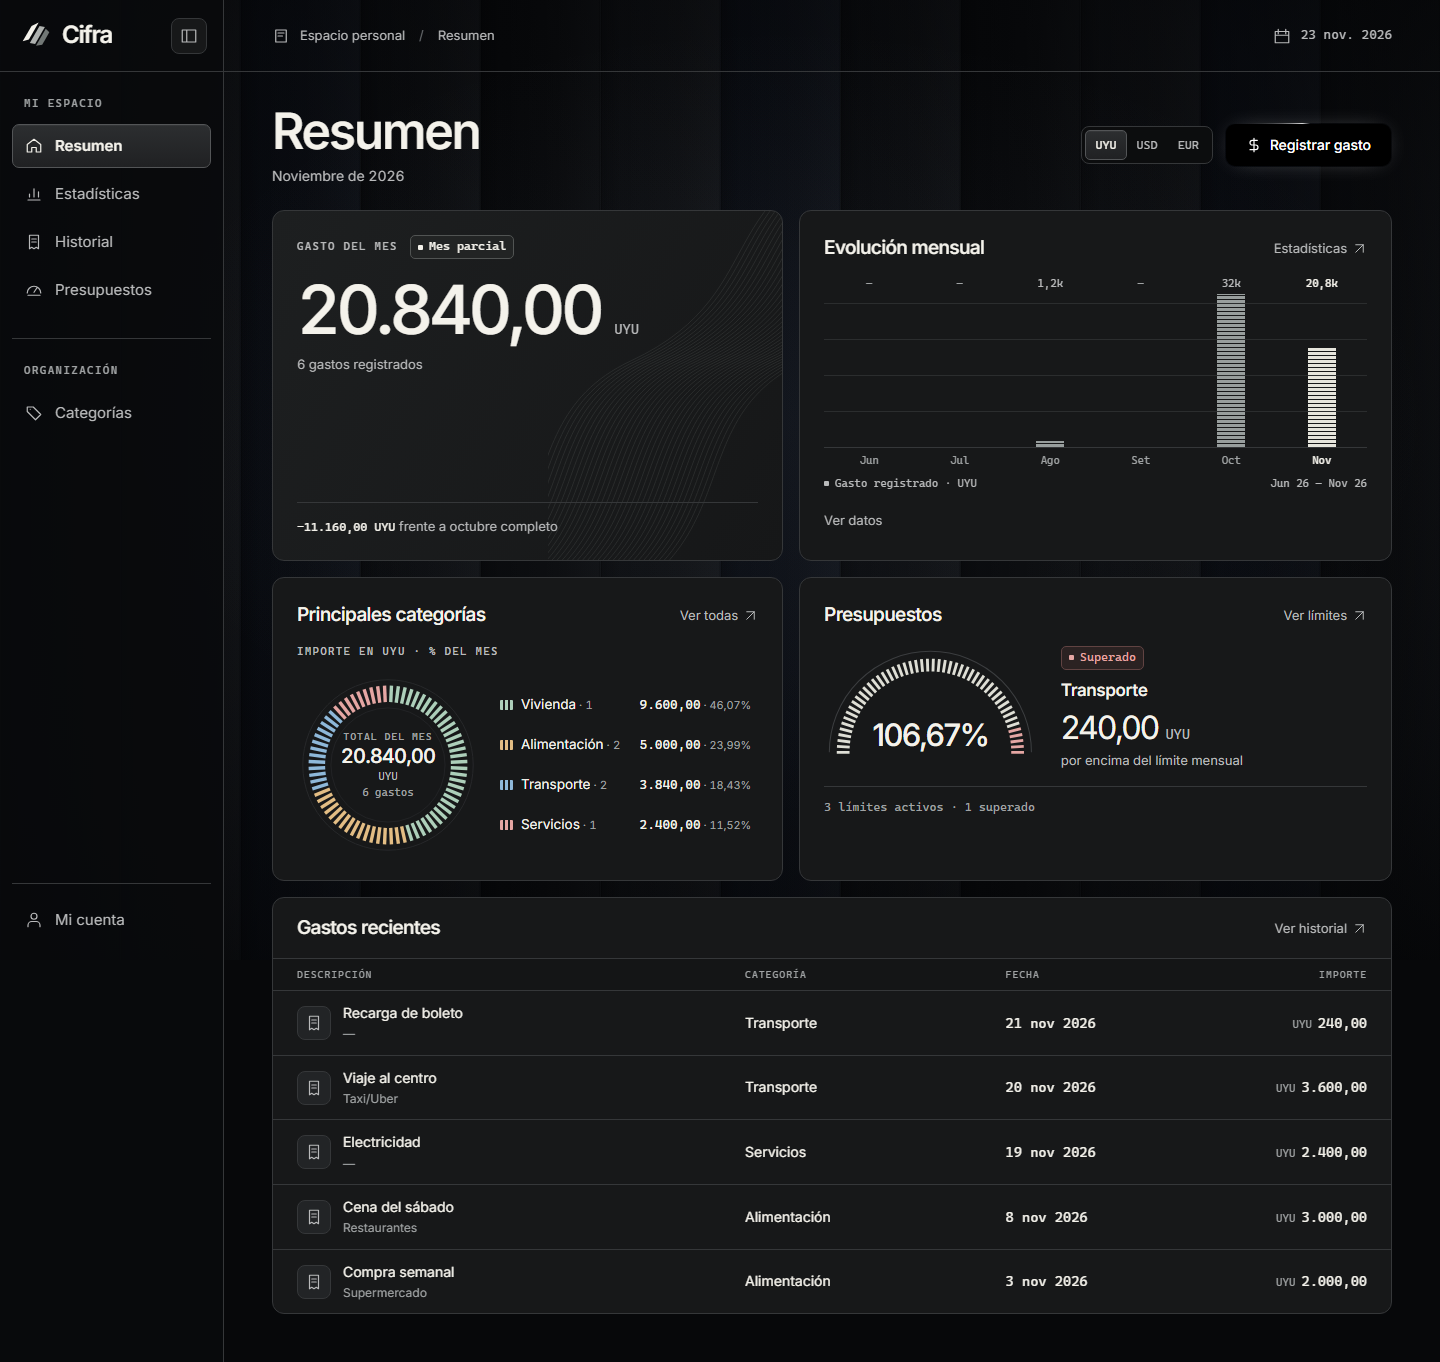 Cifra
Espacio personal / Resumen
23 nov. 2026
MI ESPACIO
Resumen
Estadísticas
Historial
Presupuestos
ORGANIZACIÓN
Categorías
Mi cuenta
Resumen
Noviembre de 2026
UYU USD EUR
Registrar gasto
GASTO DEL MES
Mes parcial
20.840,00 UYU
6 gastos registrados
−11.160,00 UYU frente a octubre completo
Evolución mensual
Estadísticas
– – 1,2k – 32k 20,8k
Jun Jul Ago Set Oct Nov
Gasto registrado · UYU
Jun 26 – Nov 26
Ver datos
Principales categorías
Ver todas
IMPORTE EN UYU · % DEL MES
TOTAL DEL MES
20.840,00
UYU
6 gastos
Vivienda · 1 9.600,00 · 46,07%
Alimentación · 2 5.000,00 · 23,99%
Transporte · 2 3.840,00 · 18,43%
Servicios · 1 2.400,00 · 11,52%
Presupuestos
Ver límites
106,67%
Superado
Transporte
240,00 UYU
por encima del límite mensual
3 límites activos · 1 superado
Gastos recientes
Ver historial
DESCRIPCIÓN CATEGORÍA FECHA IMPORTE
Recarga de boleto
—
Transporte 21 nov 2026 UYU 240,00
Viaje al centro
Taxi/Uber
Transporte 20 nov 2026 UYU 3.600,00
Electricidad
—
Servicios 19 nov 2026 UYU 2.400,00
Cena del sábado
Restaurantes
Alimentación 8 nov 2026 UYU 3.000,00
Compra semanal
Supermercado
Alimentación 3 nov 2026 UYU 2.000,00